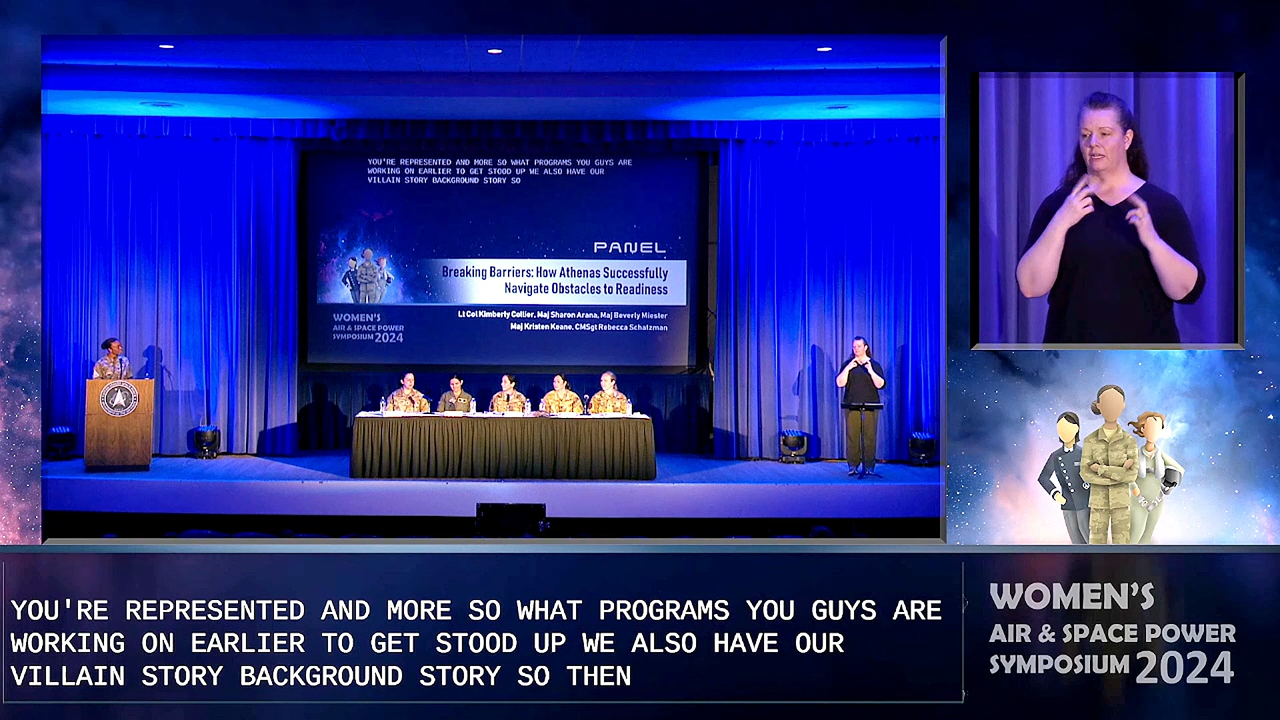 YOU'RE REPRESENTED AND MORE SO WHAT PROGRAMS YOU GUYS ARE
WORKING ON EARLIER TO GET STOOD UP WE ALSO HAVE OUR
VILLAIN STORY BACKGROUND STORY SO
PANEL
Breaking Barriers: How Athenas Successfully
Navigate Obstacles to Readiness
Lt Col Kimberly Collier, Maj Sharon Arana, Maj Beverly Miester
Maj Kristen Keane, CMSgt Rebecca Schatzman
WOMEN'S
AIR & SPACE POWER
SYMPOSIUM 2024
YOU'RE REPRESENTED AND MORE SO WHAT PROGRAMS YOU GUYS ARE
WORKING ON EARLIER TO GET STOOD UP WE ALSO HAVE OUR
VILLAIN STORY BACKGROUND STORY SO THEN
WOMEN'S
AIR & SPACE POWER
SYMPOSIUM 2024